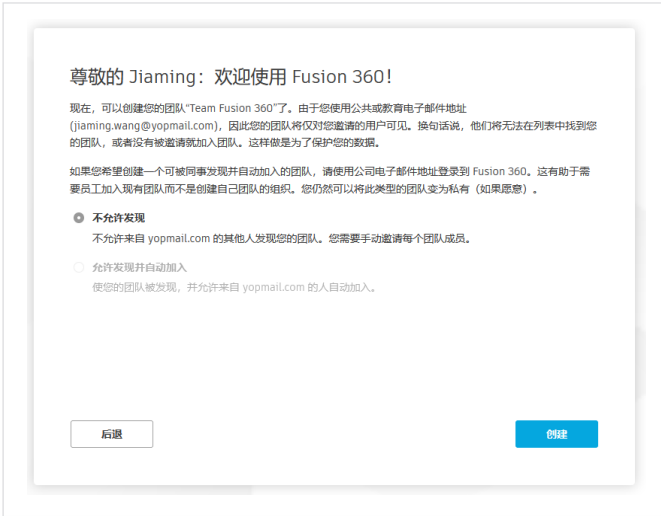 尊敬的 Jiaming：欢迎使用 Fusion 360！
现在，可以创建您的团队“Team Fusion 360”了。由于您使用公共或教育电子邮件地址
(jiaming.wang@yopmail.com)，因此您的团队将仅对您邀请的用户可见。换句话说，他们将无法在列表中找到您
的团队，或者没有被邀请就加入团队。这样做是为了保护您的数据。
如果您希望创建一个可被同事发现并自动加入的团队，请使用公司电子邮件地址登录到 Fusion 360。这有助于需
要员工加入现有团队而不是创建自己团队的组织。您仍然可以将此类型的团队变为私有（如果愿意）。
不允许发现
不允许来自 yopmail.com 的其他人发现您的团队。您需要手动邀请每个团队成员。
允许发现并自动加入
使您的团队被发现，并允许来自 yopmail.com 的人自动加入。
后退
创建